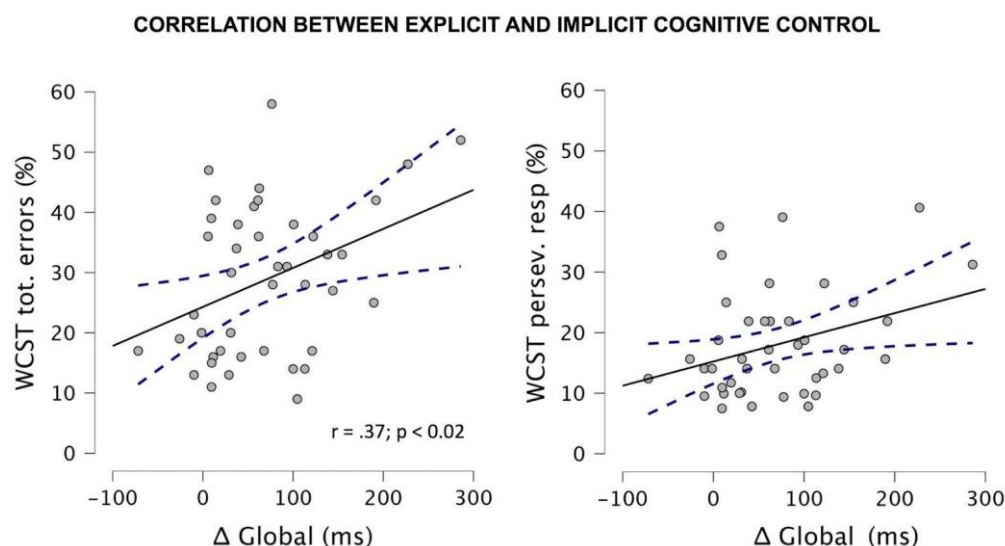 CORRELATION BETWEEN EXPLICIT AND IMPLICIT COGNITIVE CONTROL
WCST tot. errors (%)
60
50
40
30
20
10
0
r = .37; p < 0.02
−100 0 100 200 300
Δ Global (ms)
WCST persev. resp (%)
60
50
40
30
20
10
0
−100 0 100 200 300
Δ Global (ms)